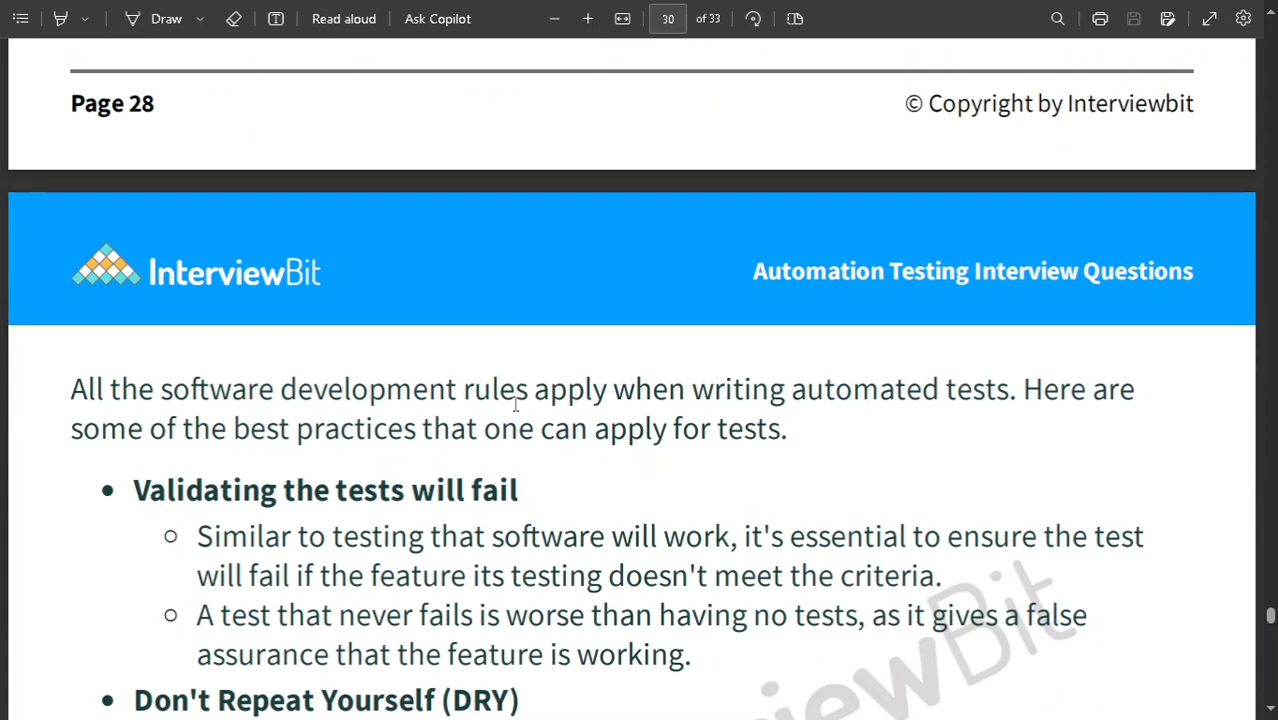 Draw
Read aloud
Ask Copilot
30 of 33
Page 28
© Copyright by Interviewbit
InterviewBit
Automation Testing Interview Questions
All the software development rules apply when writing automated tests. Here are
some of the best practices that one can apply for tests.
• Validating the tests will fail
○ Similar to testing that software will work, it's essential to ensure the test
will fail if the feature its testing doesn't meet the criteria.
○ A test that never fails is worse than having no tests, as it gives a false
assurance that the feature is working.
• Don't Repeat Yourself (DRY)
iewBit